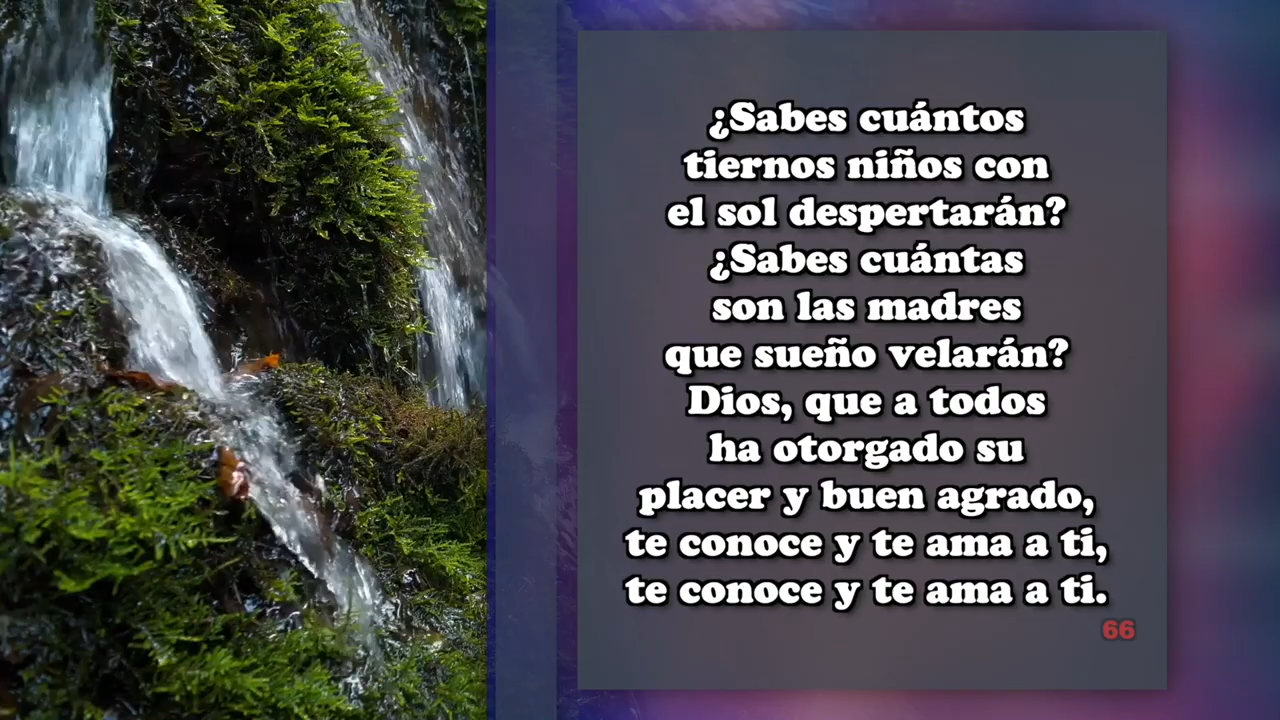 ¿Sabes cuántos
tiernos niños con
el sol despertarán?
¿Sabes cuántas
son las madres
que sueño velarán?
Dios, que a todos
ha otorgado su
placer y buen agrado,
te conoce y te ama a ti,
te conoce y te ama a ti.
66